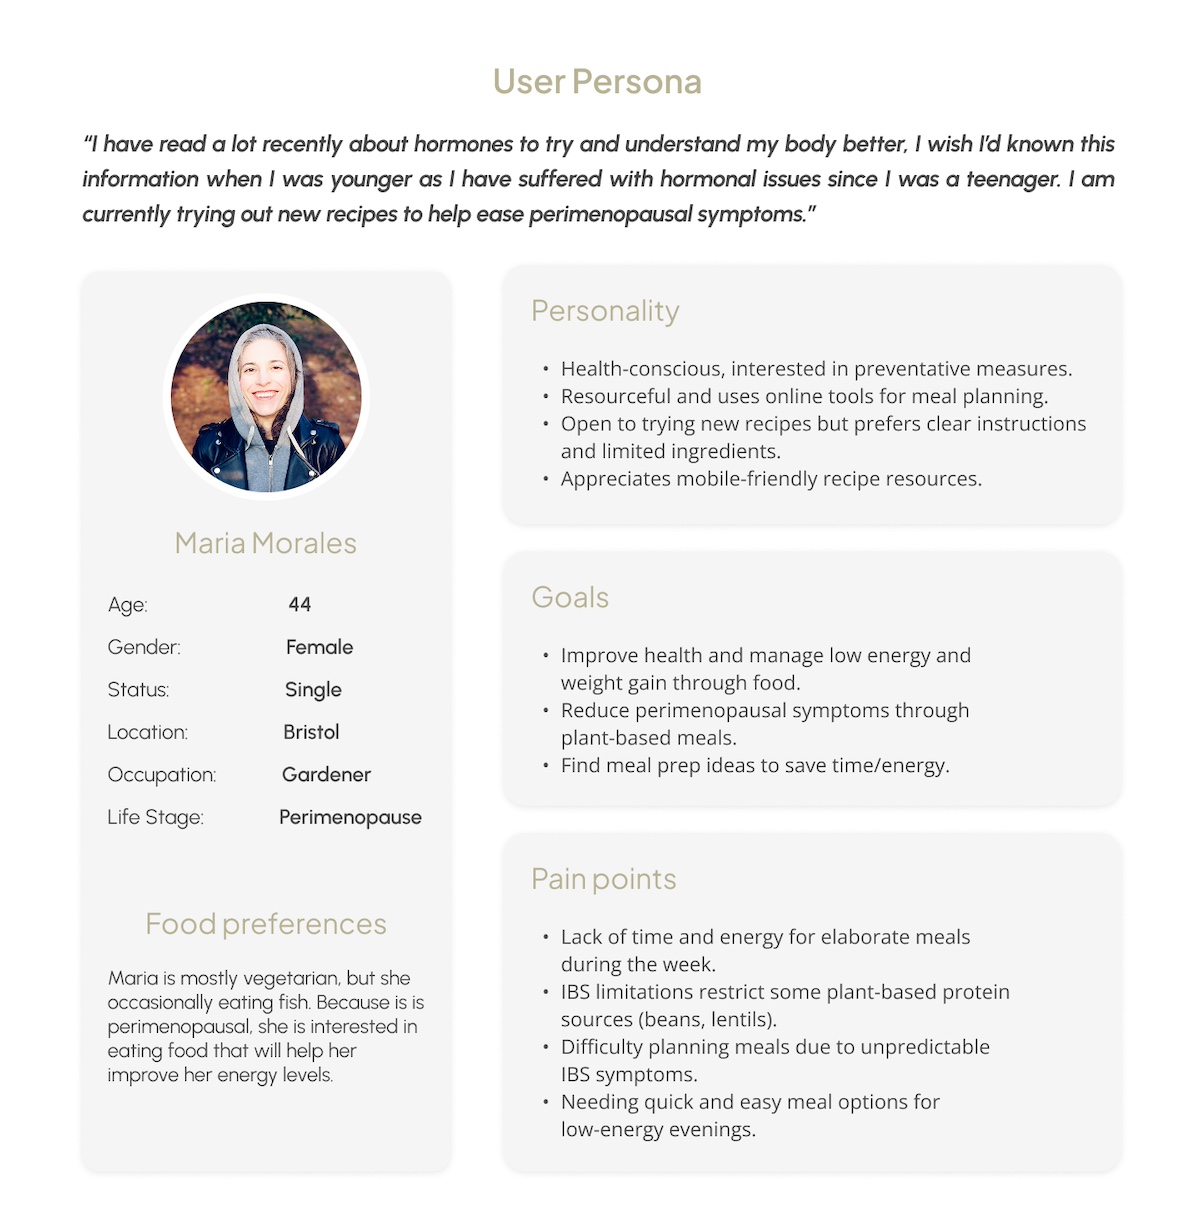 User Persona
“I have read a lot recently about hormones to try and understand my body better, I wish I’d known this
information when I was younger as I have suffered with hormonal issues since I was a teenager. I am
currently trying out new recipes to help ease perimenopausal symptoms.”
Maria Morales
Age: 44
Gender: Female
Status: Single
Location: Bristol
Occupation: Gardener
Life Stage: Perimenopause
Food preferences
Maria is mostly vegetarian, but she
occasionally eating fish. Because is is
perimenopausal, she is interested in
eating food that will help her
improve her energy levels.
Personality
• Health-conscious, interested in preventative measures.
• Resourceful and uses online tools for meal planning.
• Open to trying new recipes but prefers clear instructions
and limited ingredients.
• Appreciates mobile-friendly recipe resources.
Goals
• Improve health and manage low energy and
weight gain through food.
• Reduce perimenopausal symptoms through
plant-based meals.
• Find meal prep ideas to save time/energy.
Pain points
• Lack of time and energy for elaborate meals
during the week.
• IBS limitations restrict some plant-based protein
sources (beans, lentils).
• Difficulty planning meals due to unpredictable
IBS symptoms.
• Needing quick and easy meal options for
low-energy evenings.